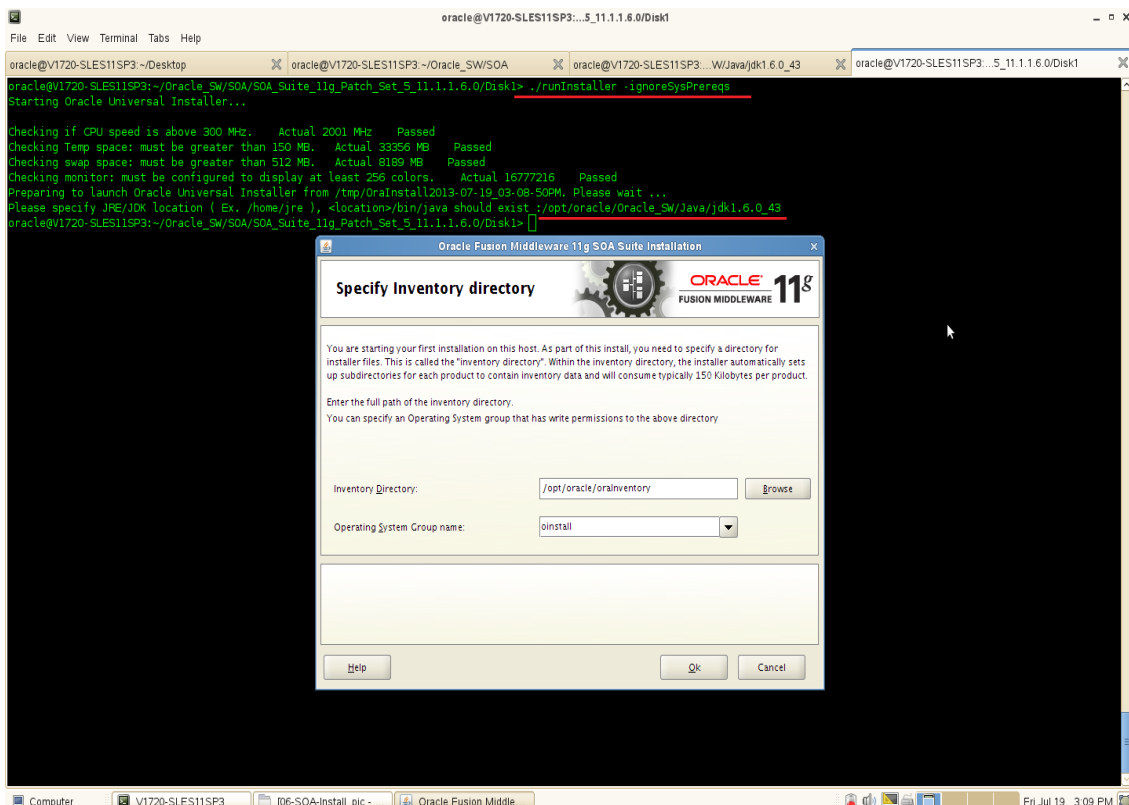 oracle@V1720-SLES11SP3:...5_11.1.1.6.0/Disk1
File Edit View Terminal Tabs Help
oracle@V1720-SLES11SP3:~/Desktop
oracle@V1720-SLES11SP3:~/Oracle_SW/SOA
oracle@V1720-SLES11SP3:...W/Java/jdk1.6.0_43
oracle@V1720-SLES11SP3:...5_11.1.1.6.0/Disk1
oracle@V1720-SLES11SP3:~/Oracle_SW/SOA/SOA_Suite_11g_Patch_Set_5_11.1.1.6.0/Disk1> ./runInstaller -ignoreSysPrereqs
Starting Oracle Universal Installer...
Checking if CPU speed is above 300 MHz. Actual 2001 MHz Passed
Checking Temp space: must be greater than 150 MB. Actual 33356 MB Passed
Checking swap space: must be greater than 512 MB. Actual 8189 MB Passed
Checking monitor: must be configured to display at least 256 colors. Actual 16777216 Passed
Preparing to launch Oracle Universal Installer from /tmp/OraInstall2013-07-19_03-08-50PM. Please wait ...
Please specify JRE/JDK location ( Ex. /home/jre ), <location>/bin/java should exist :/opt/oracle/Oracle_SW/Java/jdk1.6.0_43
oracle@V1720-SLES11SP3:~/Oracle_SW/SOA/SOA_Suite_11g_Patch_Set_5_11.1.1.6.0/Disk1>
Oracle Fusion Middleware 11g SOA Suite Installation
Specify Inventory directory
ORACLE
FUSION MIDDLEWARE 11g
You are starting your first installation on this host. As part of this install, you need to specify a directory for
installer files. This is called the "inventory directory". Within the inventory directory, the installer automatically sets
up subdirectories for each product to contain inventory data and will consume typically 150 Kilobytes per product.
Enter the full path of the inventory directory.
You can specify an Operating System group that has write permissions to the above directory
Inventory Directory: /opt/oracle/oraInventory Browse
Operating System Group name: oinstall
Help Ok Cancel
Computer V1720-SLES11SP3 [06-SOA-Install_pic - Oracle Fusion Middle Fri Jul 19, 3:09 PM